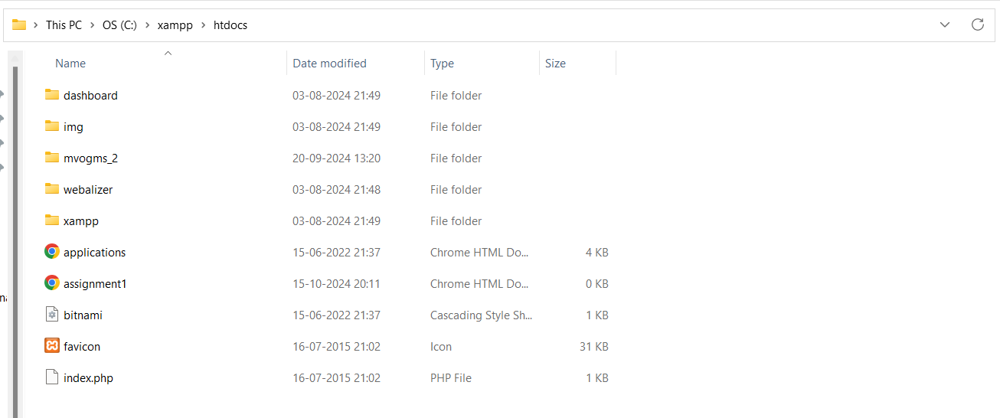 This PC > OS (C:) > xampp > htdocs
Name Date modified Type Size
dashboard 03-08-2024 21:49 File folder
img 03-08-2024 21:49 File folder
mvogms_2 20-09-2024 13:20 File folder
webalizer 03-08-2024 21:48 File folder
xampp 03-08-2024 21:49 File folder
applications 15-06-2022 21:37 Chrome HTML Do... 4 KB
assignment1 15-10-2024 20:11 Chrome HTML Do... 0 KB
bitnami 15-06-2022 21:37 Cascading Style Sh... 1 KB
favicon 16-07-2015 21:02 Icon 31 KB
index.php 16-07-2015 21:02 PHP File 1 KB